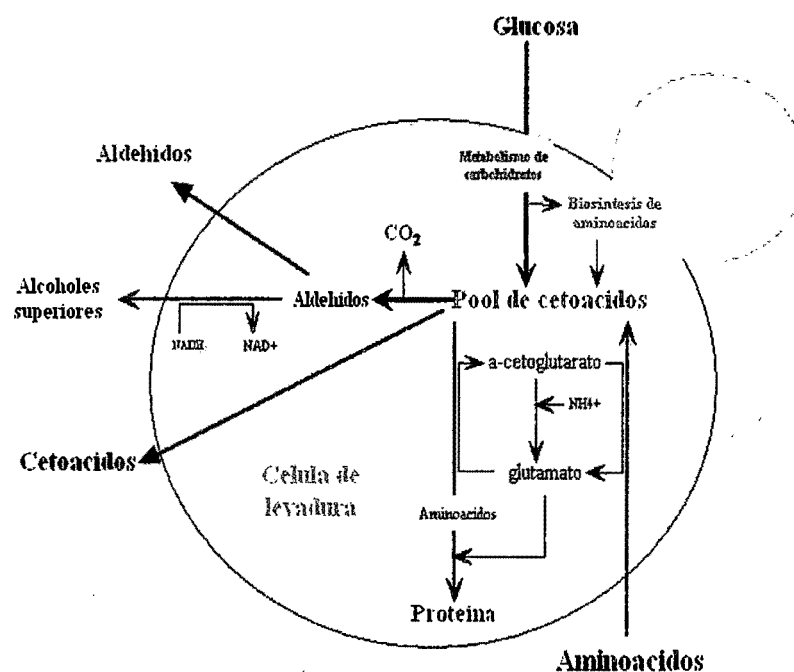 Glucosa
Aldehidos
Metabolismo de
carbohidratos
Biosintesis de
aminoacidos
CO₂
Alcoholes
superiores
Aldehidos
Pool de cetoacidos
NADH
NAD+
a-cetoglutarato
NH4+
Cetoacidos
Celula de
levadura
glutamato
Aminoacidos
Proteina
Aminoacidos